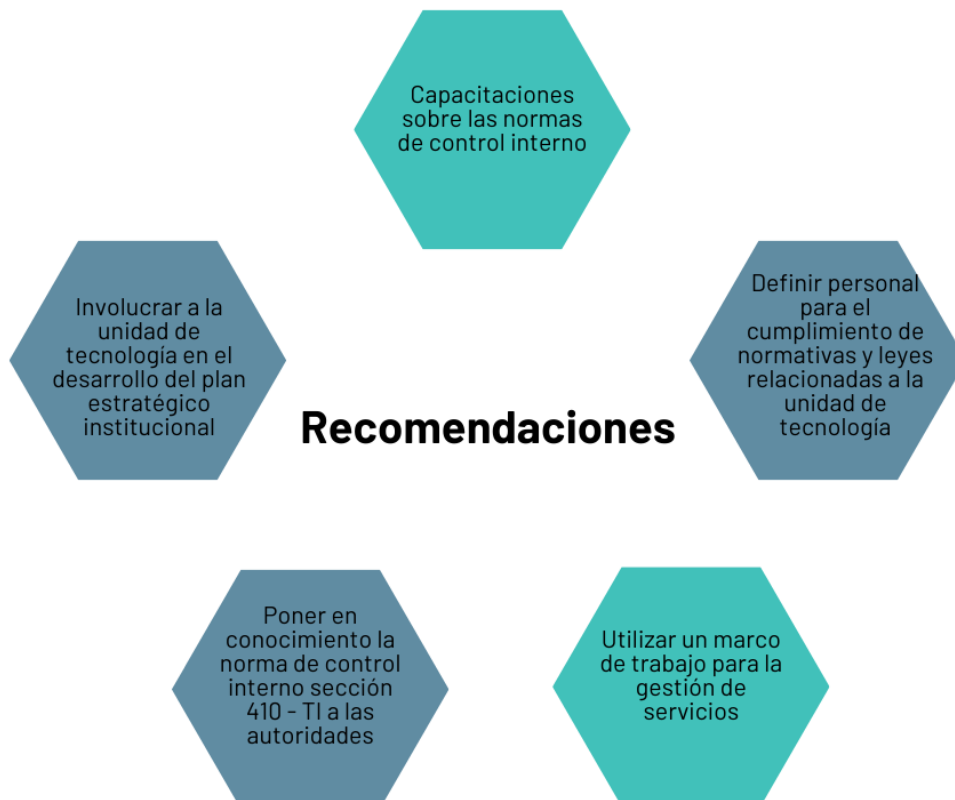 Capacitaciones
sobre las normas
de control interno
Involucrar a la
unidad de
tecnología en el
desarrollo del plan
estratégico
institucional
Definir personal
para el
cumplimiento de
normativas y leyes
relacionadas a la
unidad de
tecnología
Recomendaciones
Poner en
conocimiento la
norma de control
interno sección
410 - TI a las
autoridades
Utilizar un marco
de trabajo para la
gestión de
servicios